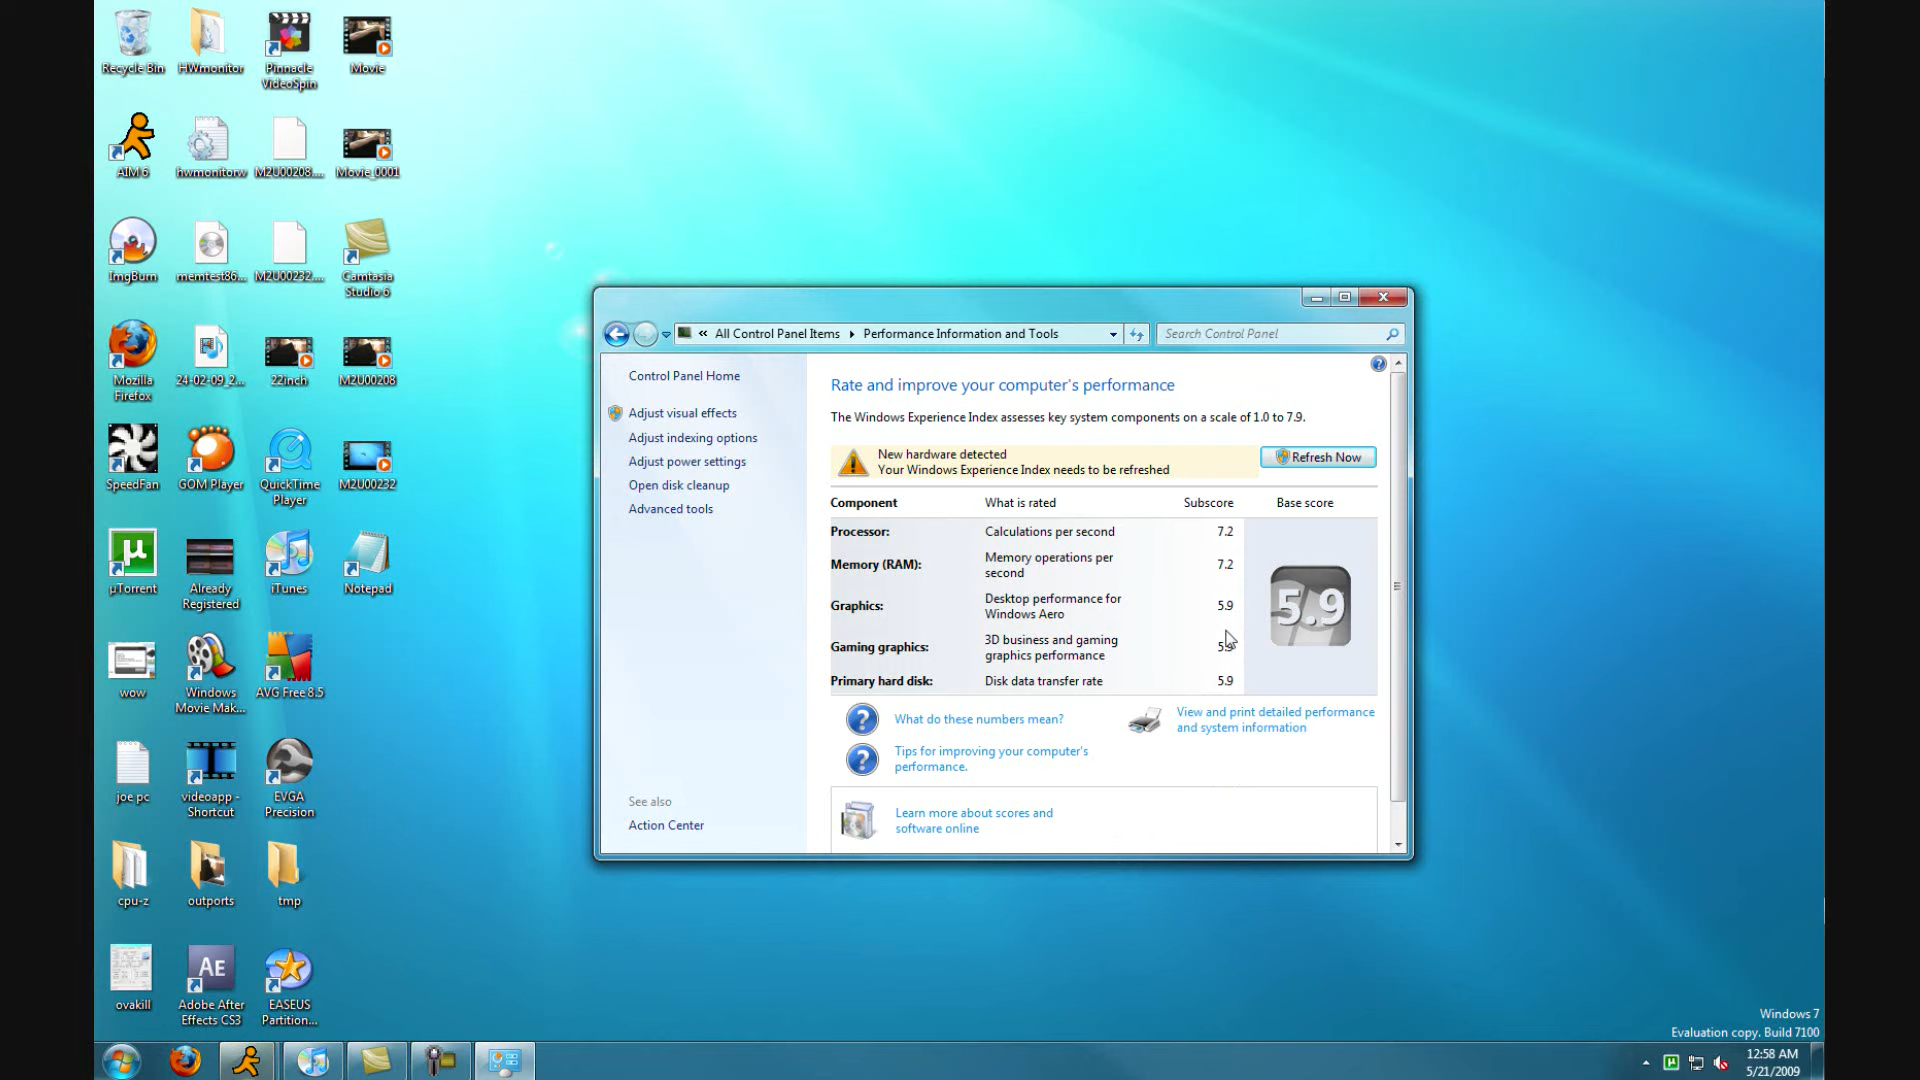 Recycle Bin
HWmonitor
Pinnacle
VideoSpin
Movie
AIM 6
hwmonitorw
M2U00208....
Movie_0001
ImgBurn
memtest86...
M2U00232....
Camtasia
Studio 6
Mozilla
Firefox
24-02-09_2...
22inch
M2U00208
SpeedFan
GOM Player
QuickTime
Player
M2U00232
µTorrent
Already
Registered
iTunes
Notepad
wow
Windows
Movie Mak...
AVG Free 8.5
joe pc
videoapp -
Shortcut
EVGA
Precision
cpu-z
outports
tmp
ovakill
AE
Adobe After
Effects CS3
EASEUS
Partition...
« All Control Panel Items
Performance Information and Tools
Search Control Panel
Control Panel Home
Adjust visual effects
Adjust indexing options
Adjust power settings
Open disk cleanup
Advanced tools
See also
Action Center
Rate and improve your computer's performance
The Windows Experience Index assesses key system components on a scale of 1.0 to 7.9.
New hardware detected
Your Windows Experience Index needs to be refreshed
Refresh Now
Component What is rated Subscore Base score
Processor: Calculations per second 7.2
Memory (RAM): Memory operations per
second 7.2
Graphics: Desktop performance for
Windows Aero 5.9
Gaming graphics: 3D business and gaming
graphics performance 5.9
Primary hard disk: Disk data transfer rate 5.9
5.9
What do these numbers mean?
View and print detailed performance
and system information
Tips for improving your computer's
performance.
Learn more about scores and
software online
Windows 7
Evaluation copy. Build 7100
12:58 AM
5/21/2009